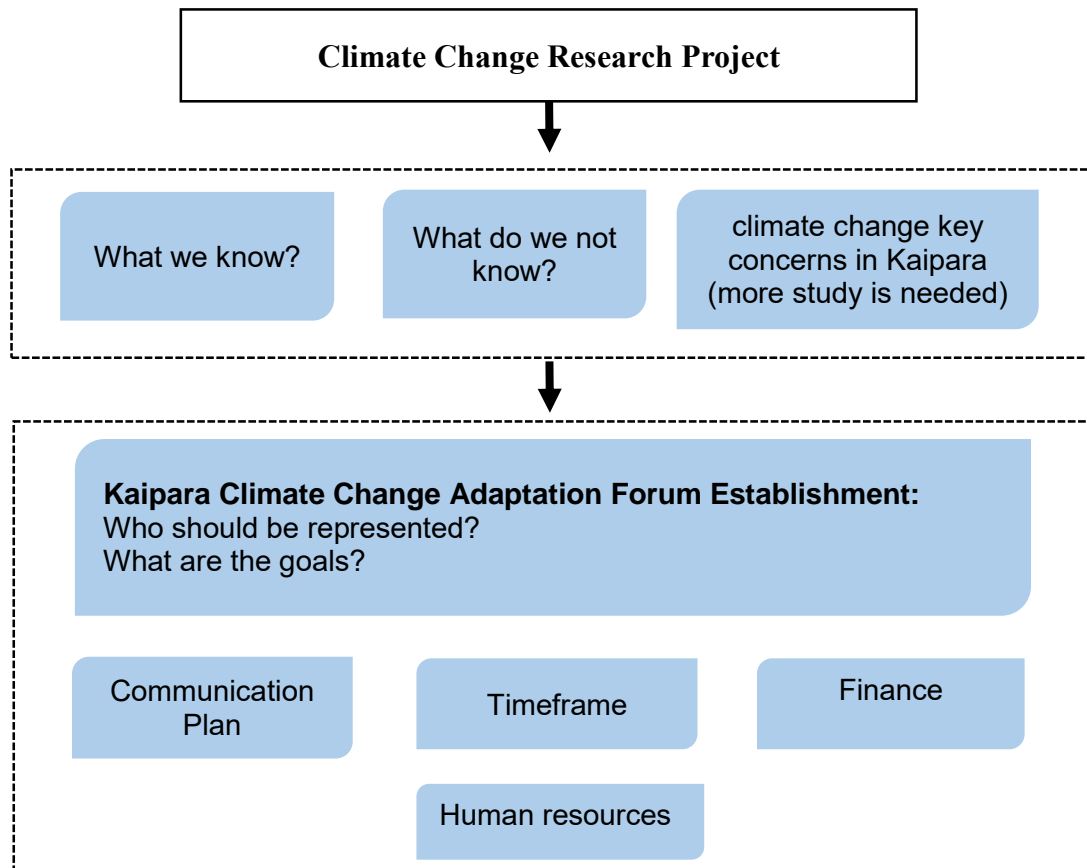 Climate Change Research Project
What we know?
What do we not
know?
climate change key
concerns in Kaipara
(more study is needed)
Kaipara Climate Change Adaptation Forum Establishment:
Who should be represented?
What are the goals?
Communication
Plan
Timeframe
Finance
Human resources